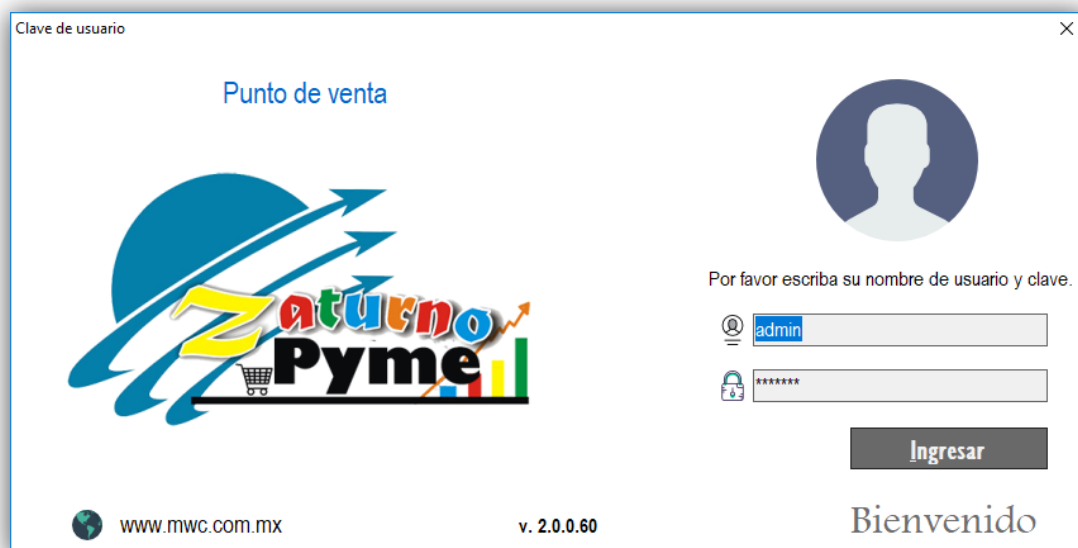 Clave de usuario
Punto de venta
Zaturno
Pyme
Por favor escriba su nombre de usuario y clave.
admin
*******
Ingresar
www.mwc.com.mx
v. 2.0.0.60
Bienvenido